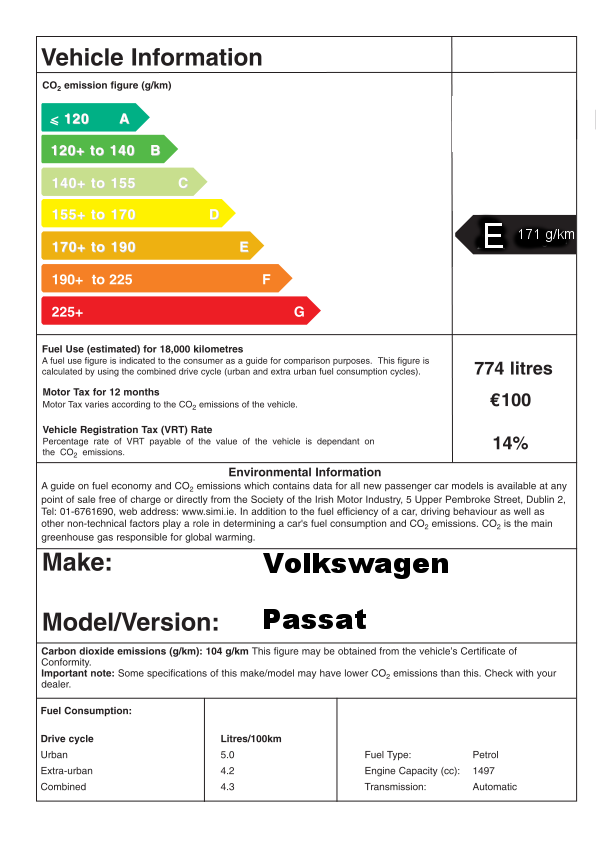 Vehicle Information
CO2 emission figure (g/km)
⩽ 120 A
120+ to 140 B
140+ to 155 C
155+ to 170 D
170+ to 190 E
E 171 g/km
190+ to 225 F
225+ G
Fuel Use (estimated) for 18,000 kilometres
A fuel use figure is indicated to the consumer as a guide for comparison purposes. This figure is
calculated by using the combined drive cycle (urban and extra urban fuel consumption cycles).
774 litres
Motor Tax for 12 months
Motor Tax varies according to the CO2 emissions of the vehicle.
€100
Vehicle Registration Tax (VRT) Rate
Percentage rate of VRT payable of the value of the vehicle is dependant on
the CO2 emissions.
14%
Environmental Information
A guide on fuel economy and CO2 emissions which contains data for all new passenger car models is available at any
point of sale free of charge or directly from the Society of the Irish Motor Industry, 5 Upper Pembroke Street, Dublin 2,
Tel: 01-6761690, web address: www.simi.ie. In addition to the fuel efficiency of a car, driving behaviour as well as
other non-technical factors play a role in determining a car's fuel consumption and CO2 emissions. CO2 is the main
greenhouse gas responsible for global warming.
Make: Volkswagen
Model/Version: Passat
Carbon dioxide emissions (g/km): 104 g/km This figure may be obtained from the vehicle's Certificate of
Conformity.
Important note: Some specifications of this make/model may have lower CO2 emissions than this. Check with your
dealer.
Fuel Consumption:
Drive cycle Litres/100km
Urban 5.0 Fuel Type: Petrol
Extra-urban 4.2 Engine Capacity (cc): 1497
Combined 4.3 Transmission: Automatic